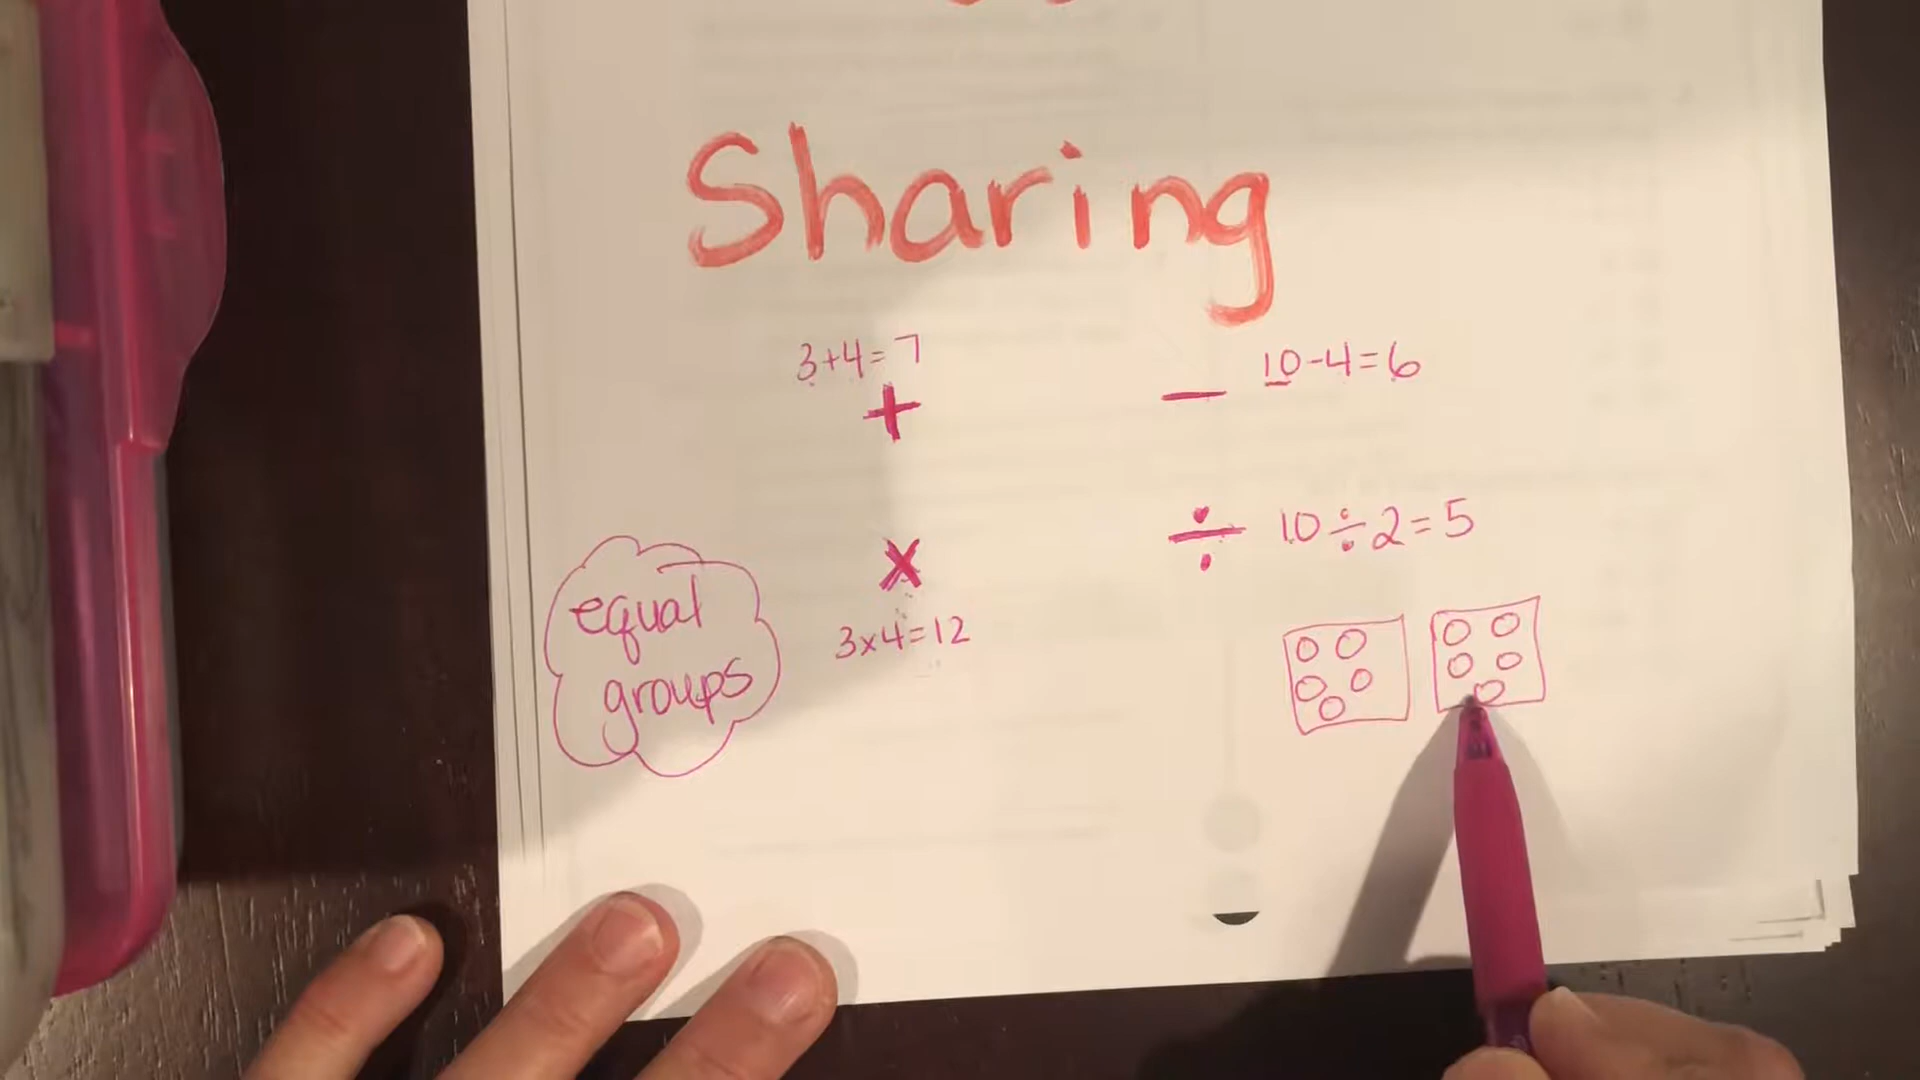 Sharing
3+4=7
+
10-4=6
−
÷ 10÷2=5
×
3×4=12
equal
groups